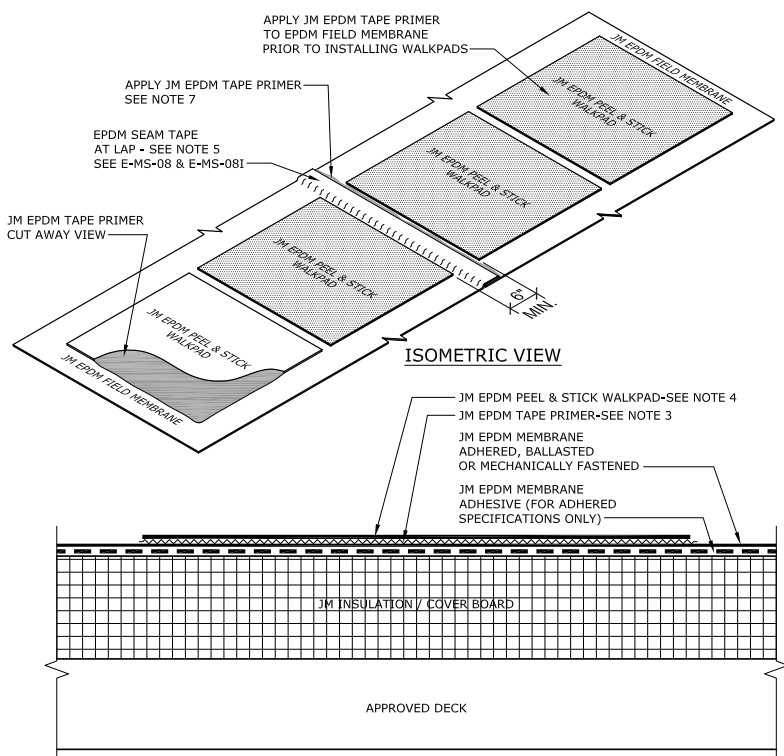 APPLY JM EPDM TAPE PRIMER
TO EPDM FIELD MEMBRANE
PRIOR TO INSTALLING WALKPADS
JM EPDM FIELD MEMBRANE
APPLY JM EPDM TAPE PRIMER
SEE NOTE 7
JM EPDM PEEL & STICK
WALKPAD
EPDM SEAM TAPE
AT LAP - SEE NOTE 5
SEE E-MS-08 & E-MS-08I
JM EPDM PEEL & STICK
WALKPAD
JM EPDM TAPE PRIMER
CUT AWAY VIEW
JM EPDM PEEL & STICK
WALKPAD
6"
MIN.
JM EPDM PEEL & STICK
WALKPAD
JM EPDM FIELD MEMBRANE
ISOMETRIC VIEW
JM EPDM PEEL & STICK WALKPAD-SEE NOTE 4
JM EPDM TAPE PRIMER-SEE NOTE 3
JM EPDM MEMBRANE
ADHERED, BALLASTED
OR MECHANICALLY FASTENED
JM EPDM MEMBRANE
ADHESIVE (FOR ADHERED
SPECIFICATIONS ONLY)
JM INSULATION / COVER BOARD
APPROVED DECK